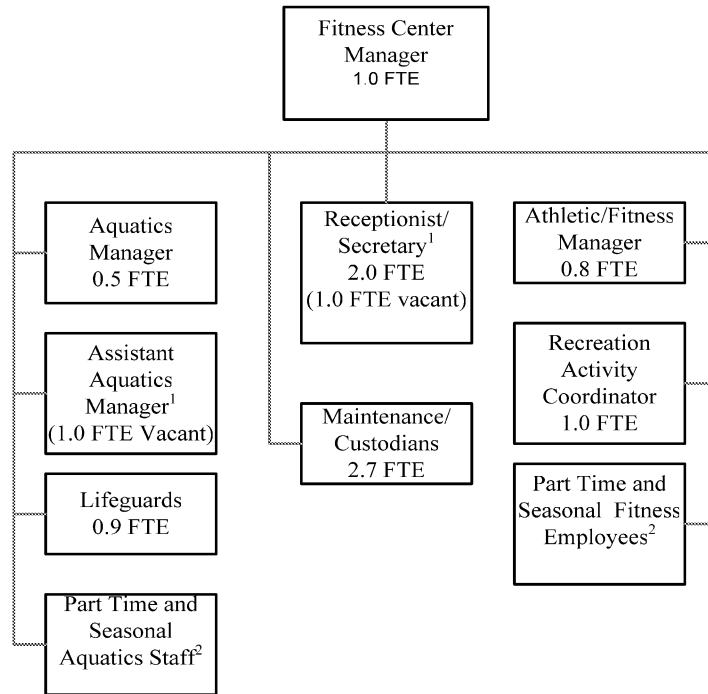 Fitness Center
Manager
1.0 FTE
Aquatics
Manager
0.5 FTE
Assistant
Aquatics
Manager1
(1.0 FTE Vacant)
Lifeguards
0.9 FTE
Part Time and
Seasonal
Aquatics Staff2
Receptionist/
Secretary1
2.0 FTE
(1.0 FTE vacant)
Maintenance/
Custodians
2.7 FTE
Athletic/Fitness
Manager
0.8 FTE
Recreation
Activity
Coordinator
1.0 FTE
Part Time and
Seasonal Fitness
Employees2